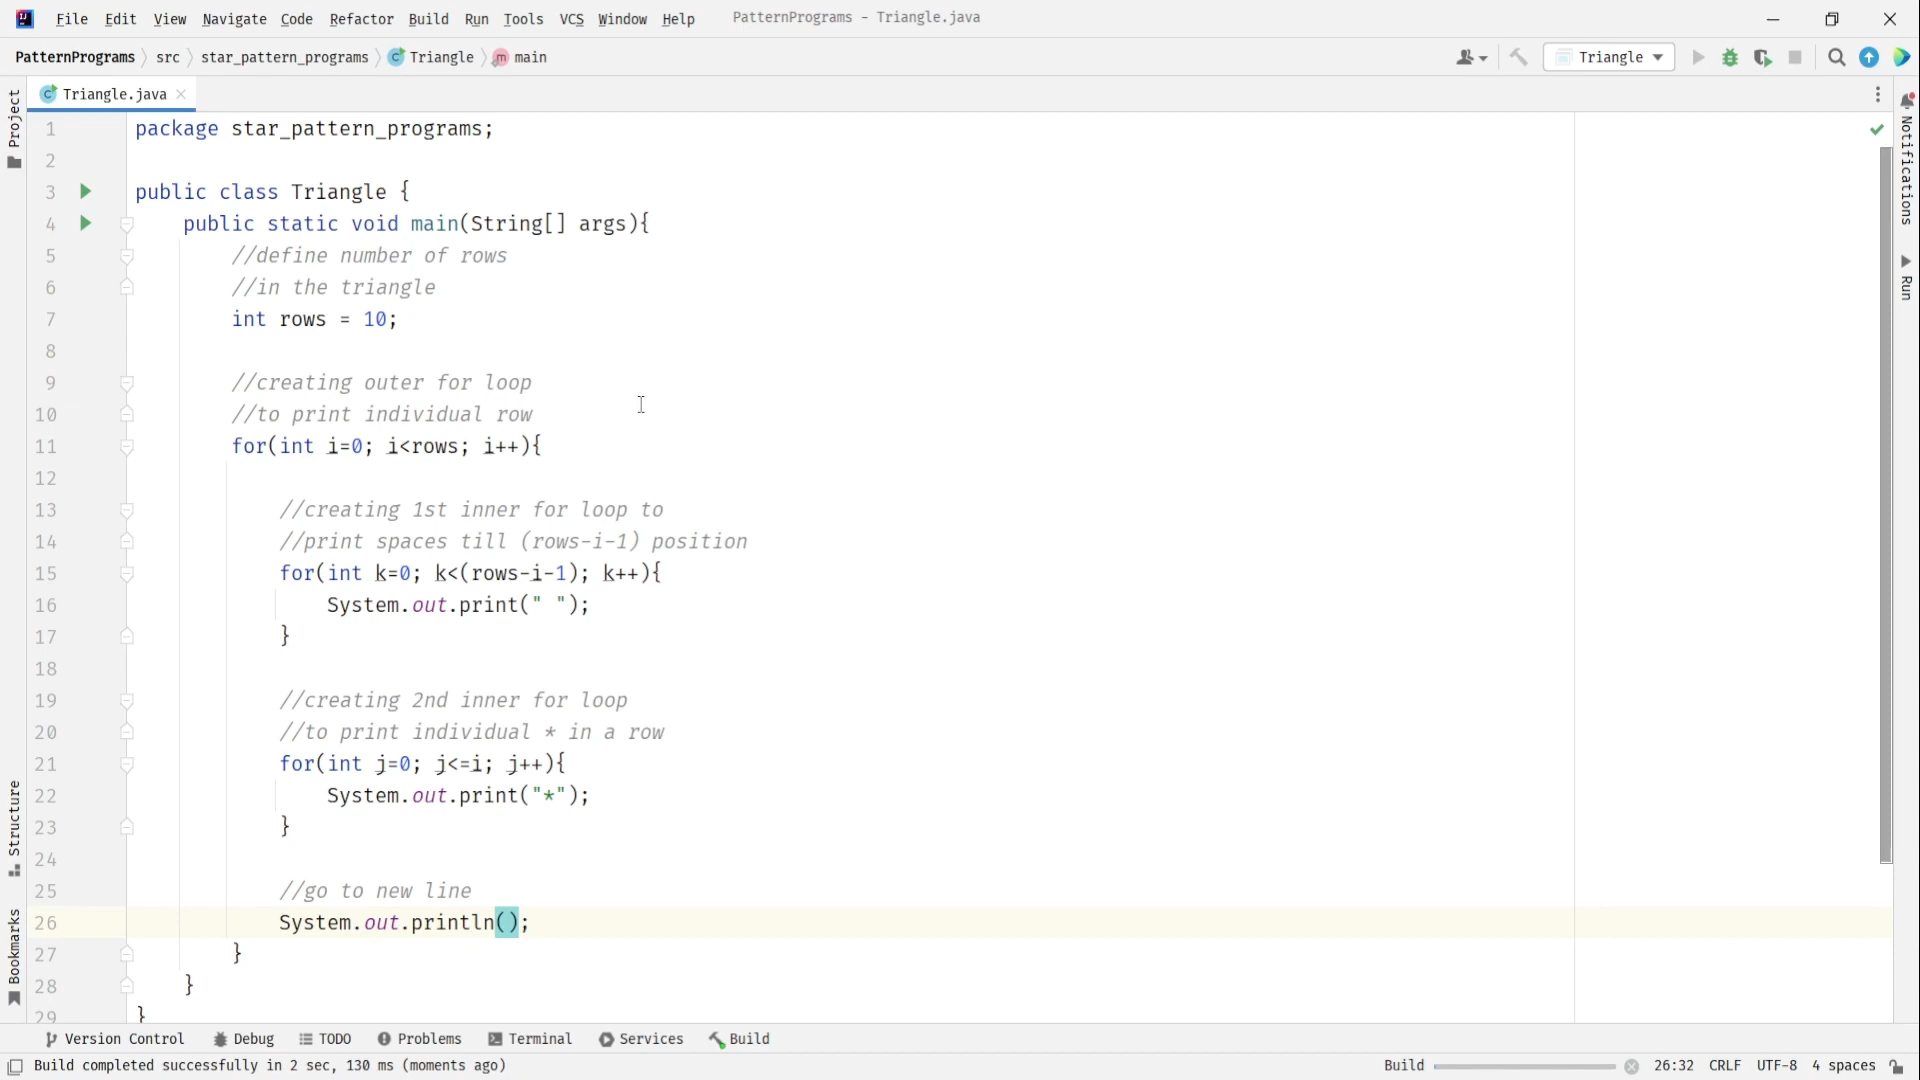 File Edit View Navigate Code Refactor Build Run Tools VCS Window Help PatternPrograms - Triangle.java
PatternPrograms src star_pattern_programs Triangle main Triangle
Triangle.java
Project
Notifications
Run
Structure
Bookmarks
1 package star_pattern_programs;
2
3 public class Triangle {
4 public static void main(String[] args){
5 //define number of rows
6 //in the triangle
7 int rows = 10;
8
9 //creating outer for loop
10 //to print individual row
11 for(int i=0; i<rows; i++){
12
13 //creating 1st inner for loop to
14 //print spaces till (rows-i-1) position
15 for(int k=0; k<(rows-i-1); k++){
16 System.out.print(" ");
17 }
18
19 //creating 2nd inner for loop
20 //to print individual * in a row
21 for(int j=0; j<=i; j++){
22 System.out.print("*");
23 }
24
25 //go to new line
26 System.out.println();
27 }
28 }
29 }
Version Control Debug TODO Problems Terminal Services Build
Build completed successfully in 2 sec, 130 ms (moments ago) Build 26:32 CRLF UTF-8 4 spaces